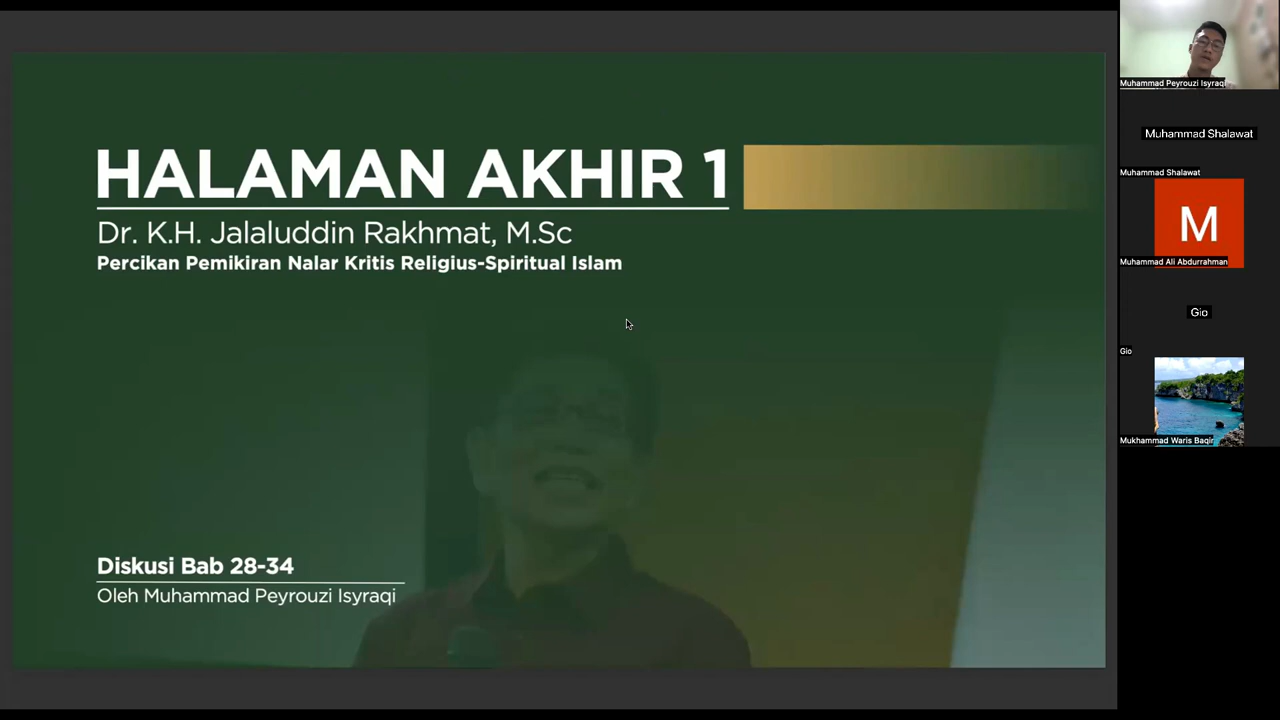 HALAMAN AKHIR 1
Dr. K.H. Jalaluddin Rakhmat, M.Sc
Percikan Pemikiran Nalar Kritis Religius-Spiritual Islam
Diskusi Bab 28-34
Oleh Muhammad Peyrouzi Isyraqi
Muhammad Peyrouzi Isyraqi
Muhammad Shalawat
Muhammad Shalawat
M
Muhammad Ali Abdurrahman
Gio
Gio
Mukhammad Waris Baqir